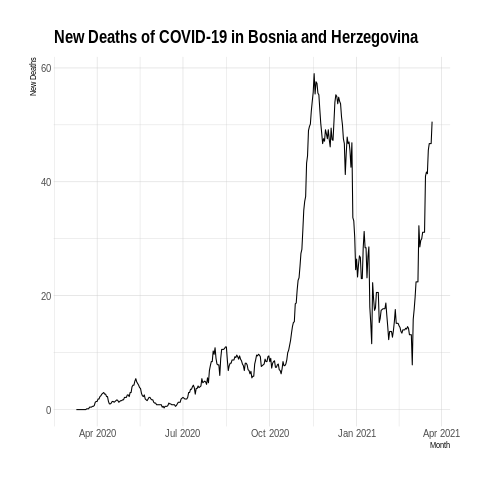 New Deaths of COVID-19 in Bosnia and Herzegovina
New Deaths
60
40
20
0
Apr 2020 Jul 2020 Oct 2020 Jan 2021 Apr 2021
Month